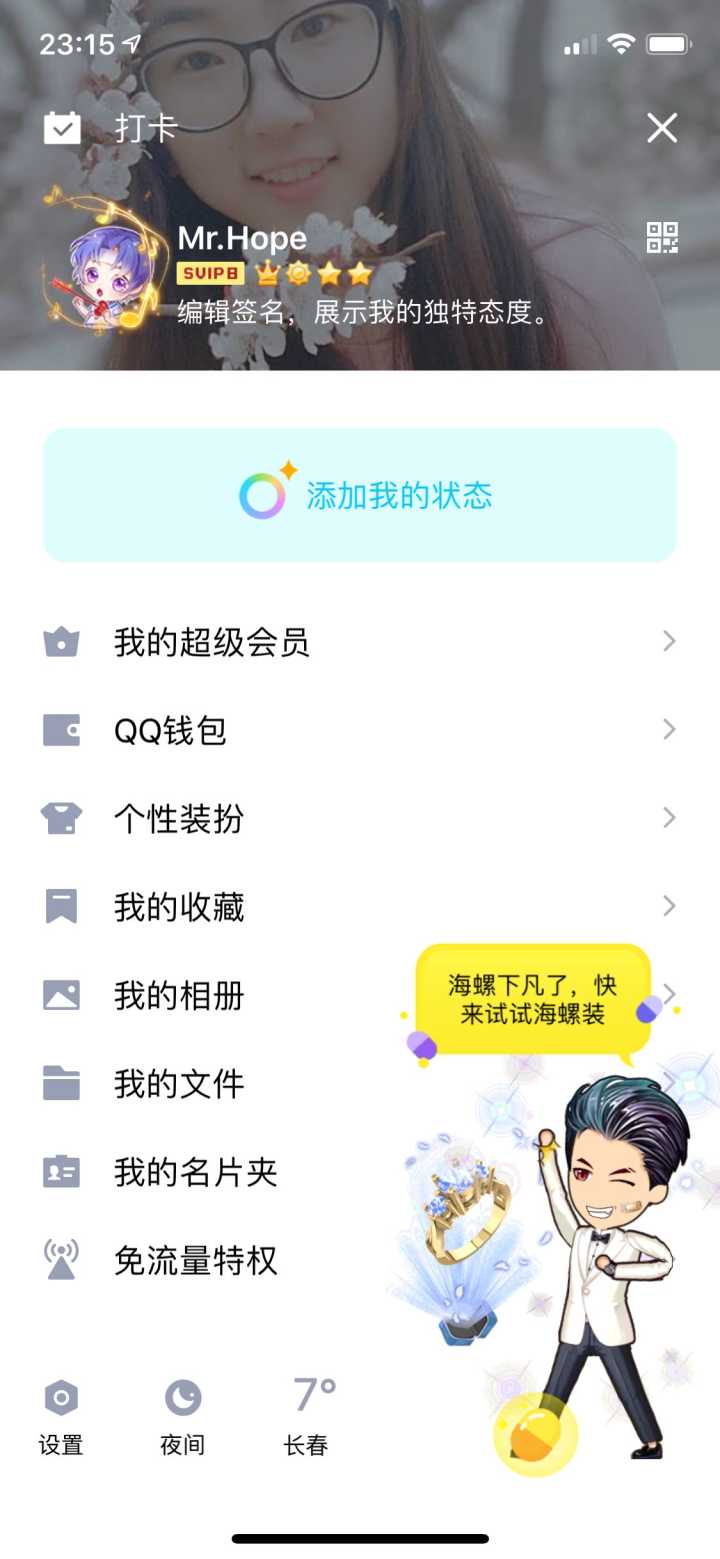 23:15
打卡
Mr.Hope
SVIP8
编辑签名，展示我的独特态度。
添加我的状态
我的超级会员
QQ钱包
个性装扮
我的收藏
我的相册
海螺下凡了，快
来试试海螺装
我的文件
我的名片夹
免流量特权
7°
设置
夜间
长春